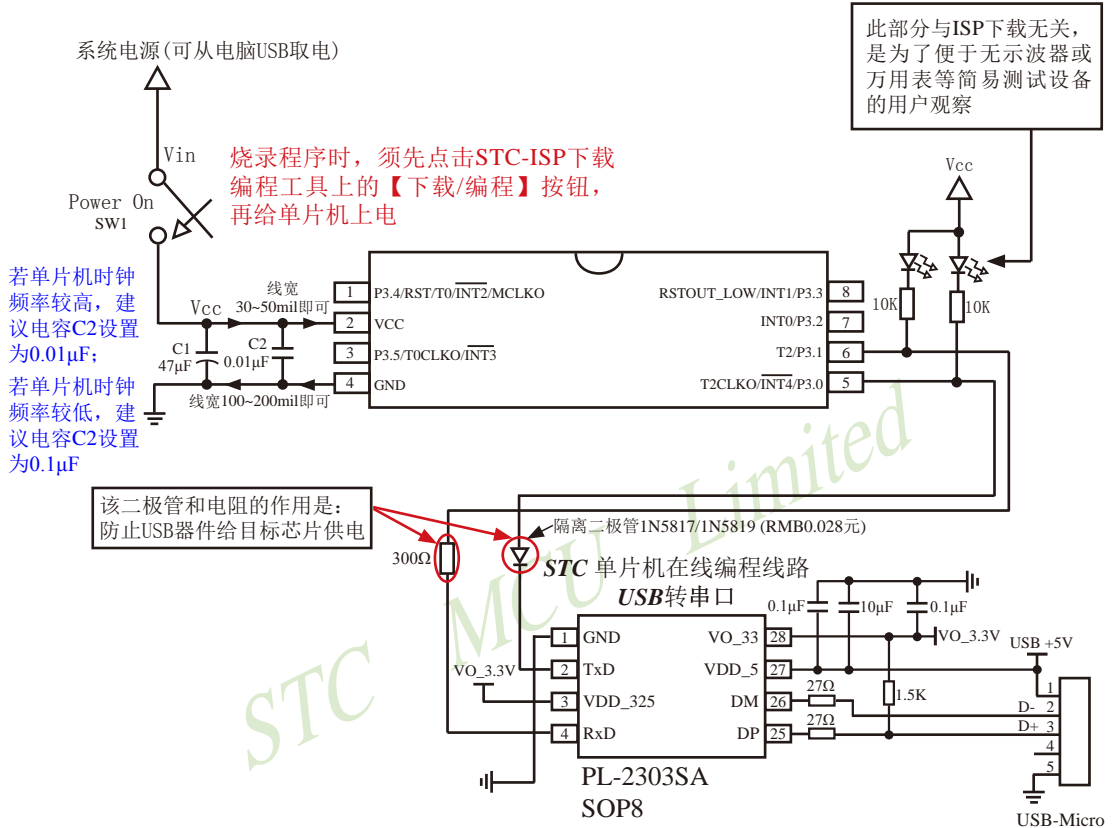 系统电源(可从电脑USB取电)
此部分与ISP下载无关，
是为了便于无示波器或
万用表等简易测试设备
的用户观察
Vin
Power On
SW1
烧录程序时，须先点击STC-ISP下载
编程工具上的【下载/编程】按钮，
再给单片机上电
Vcc
若单片机时钟
频率较高，建
议电容C2设置
为0.01μF；
若单片机时钟
频率较低，建
议电容C2设置
为0.1μF
Vcc
线宽
30~50mil即可
C1
47μF
C2
0.01μF
线宽100~200mil即可
1 P3.4/RST/T0/INT2/MCLKO
2 VCC
3 P3.5/T0CLKO/INT3
4 GND
RSTOUT_LOW/INT1/P3.3 8
INT0/P3.2 7
T2/P3.1 6
T2CLKO/INT4/P3.0 5
10K
10K
该二极管和电阻的作用是：
防止USB器件给目标芯片供电
300Ω
隔离二极管1N5817/1N5819 (RMB0.028元)
STC 单片机在线编程线路
USB转串口
STC MCU Limited
0.1μF
10μF
0.1μF
1 GND
2 TxD
3 VDD_325
4 RxD
VO_33 28
VDD_5 27
DM 26
DP 25
VO_3.3V
VO_3.3V
USB +5V
27Ω
27Ω
1.5K
1
D- 2
D+ 3
4
5
PL-2303SA
SOP8
USB-Micro